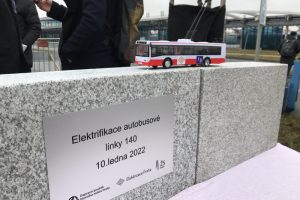 Elektrifikace autobusové
linky 140
10.ledna 2022